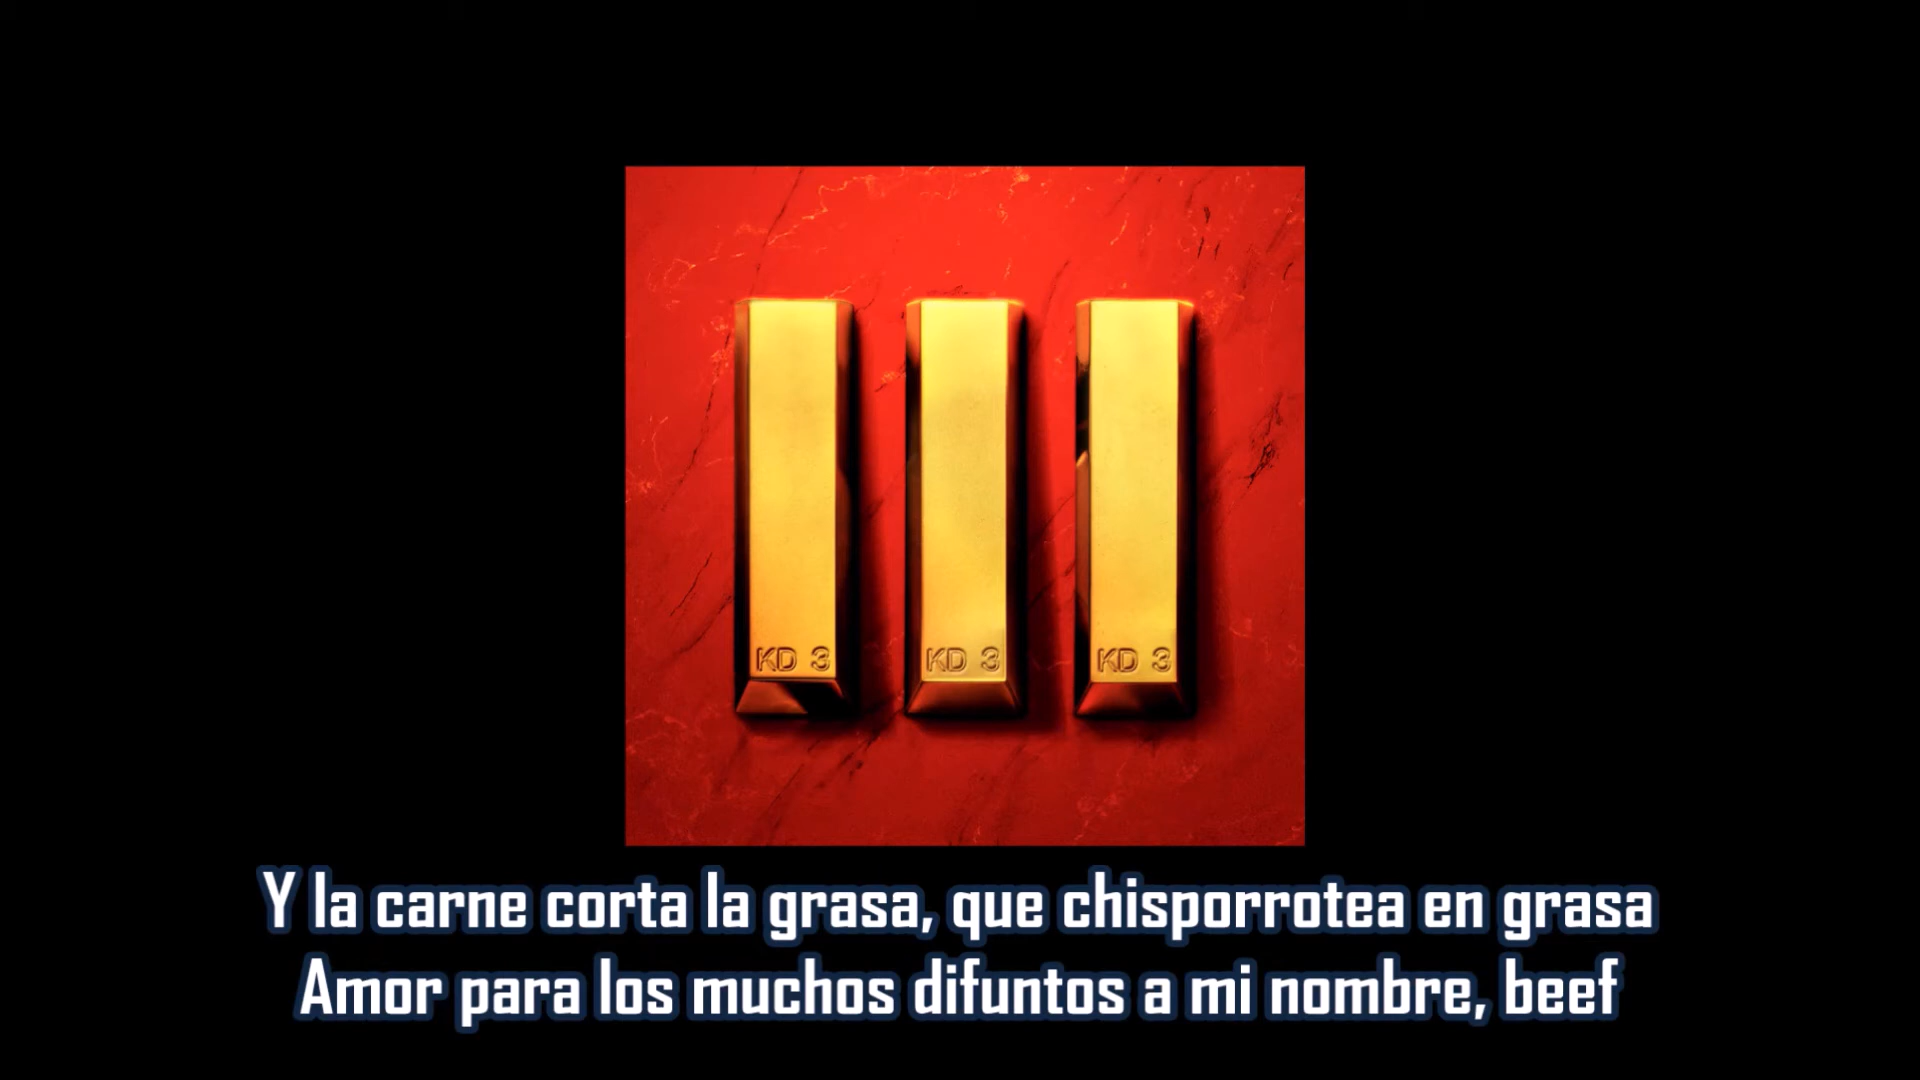 KD 3 KD 3 KD 3
Y la carne corta la grasa, que chisporrotea en grasa
Amor para los muchos difuntos a mi nombre, beef